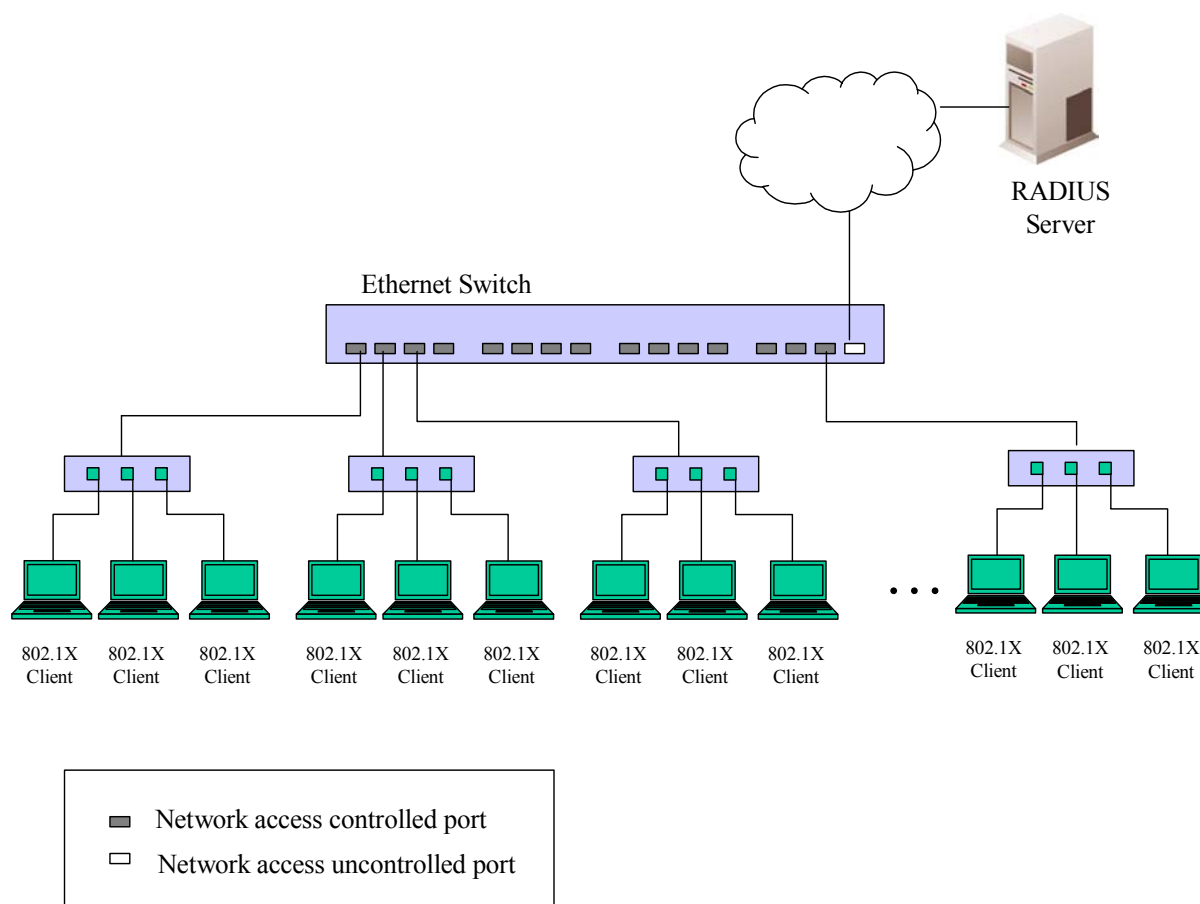 RADIUS
Server
Ethernet Switch
802.1X
Client
802.1X
Client
802.1X
Client
802.1X
Client
802.1X
Client
802.1X
Client
802.1X
Client
802.1X
Client
802.1X
Client
802.1X
Client
802.1X
Client
802.1X
Client
Network access controlled port
Network access uncontrolled port